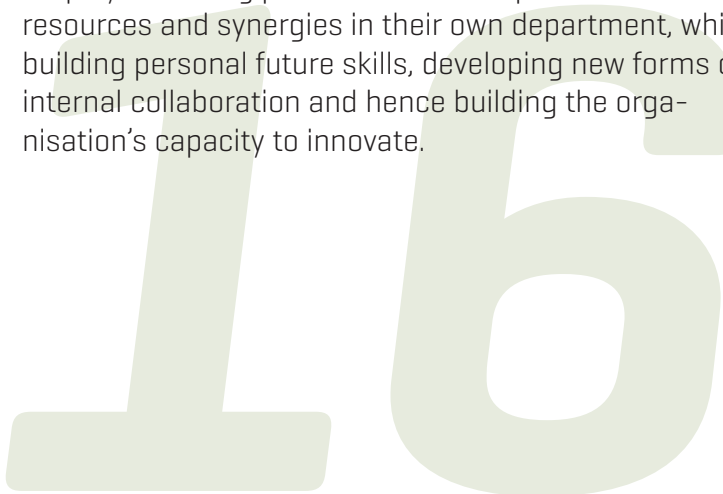 resources and synergies in their own department, whi
building personal future skills, developing new forms
internal collaboration and hence building the orga-
nisation's capacity to innovate.
16